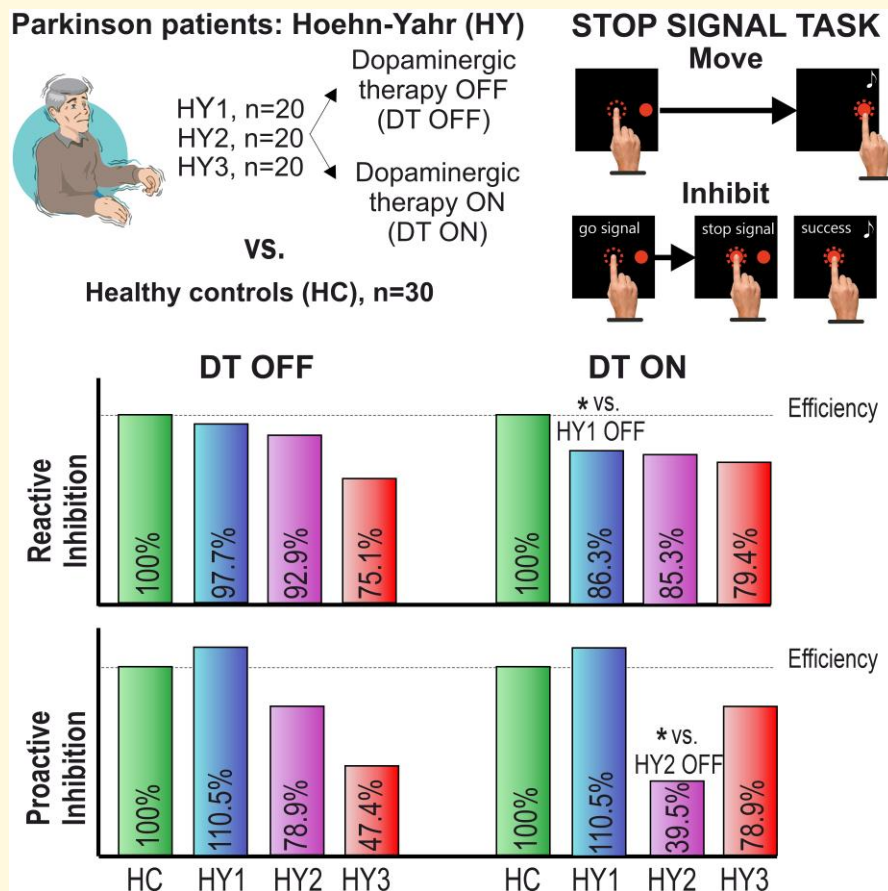 Parkinson patients: Hoehn-Yahr (HY)
HY1, n=20
HY2, n=20
HY3, n=20
Dopaminergic
therapy OFF
(DT OFF)
Dopaminergic
therapy ON
(DT ON)
vs.
Healthy controls (HC), n=30
STOP SIGNAL TASK
Move
♪
Inhibit
go signal
stop signal
success ♪
DT OFF
DT ON
Reactive
Inhibition
100%
97.7%
92.9%
75.1%
100%
* vs.
HY1 OFF
86.3%
85.3%
79.4%
Efficiency
Proactive
Inhibition
100%
110.5%
78.9%
47.4%
100%
110.5%
* vs.
HY2 OFF
39.5%
78.9%
Efficiency
HC HY1 HY2 HY3
HC HY1 HY2 HY3